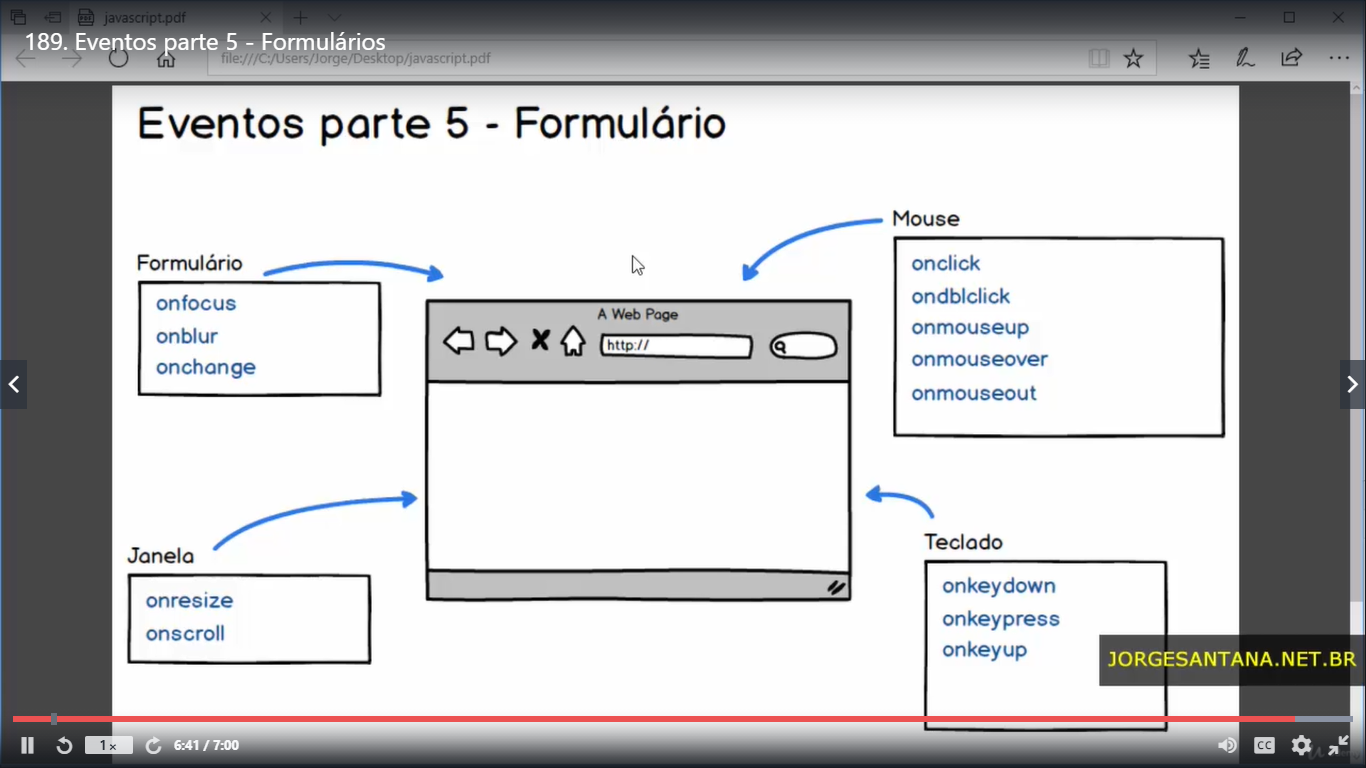 javascript.pdf
189. Eventos parte 5 - Formulários
file:///C:/Users/Jorge/Desktop/javascript.pdf
Eventos parte 5 - Formulário
Formulário
onfocus
onblur
onchange
Mouse
onclick
ondblclick
onmouseup
onmouseover
onmouseout
A Web Page
http://
Janela
onresize
onscroll
Teclado
onkeydown
onkeypress
onkeyup
JORGESANTANA.NET.BR
1x
6:41 / 7:00
CC